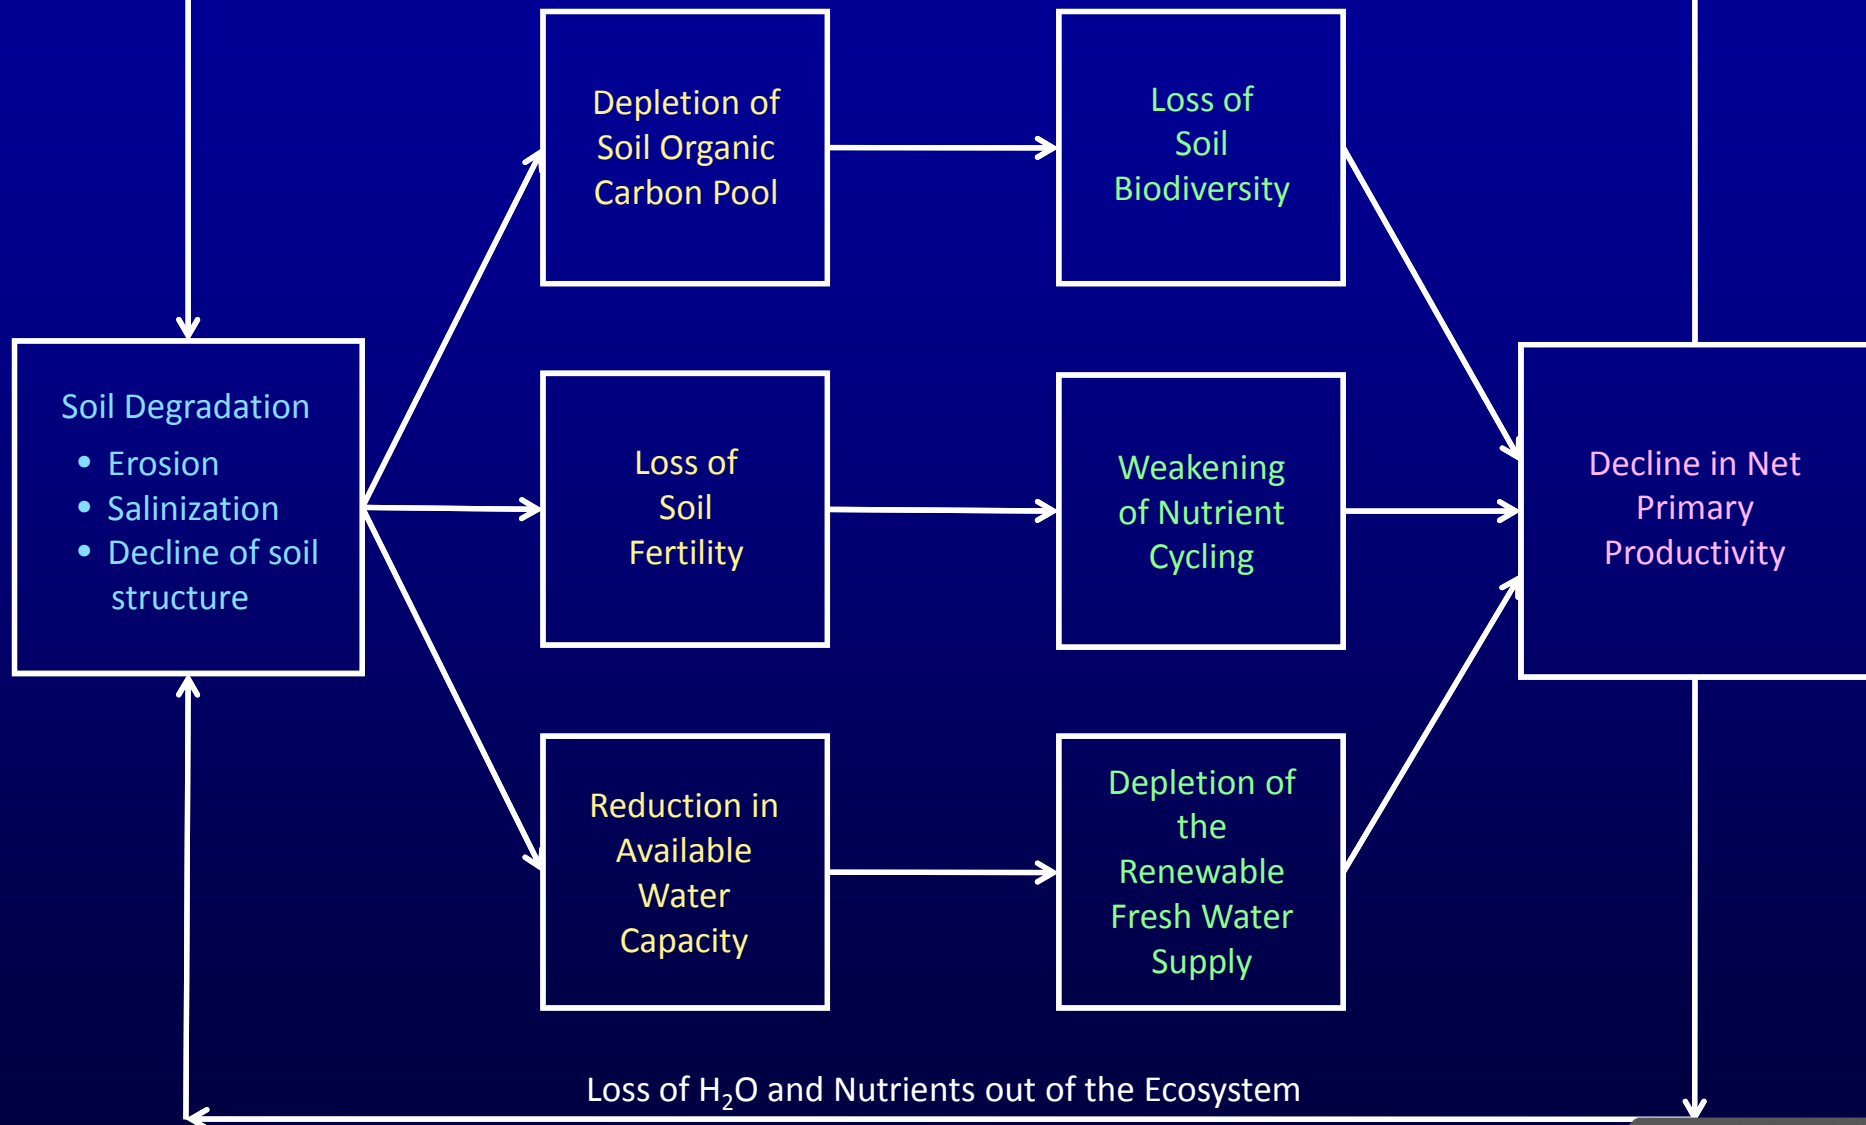 Depletion of
Soil Organic
Carbon Pool
Loss of
Soil
Biodiversity
Soil Degradation
• Erosion
• Salinization
• Decline of soil
structure
Loss of
Soil
Fertility
Weakening
of Nutrient
Cycling
Decline in Net
Primary
Productivity
Reduction in
Available
Water
Capacity
Depletion of
the
Renewable
Fresh Water
Supply
Loss of H₂O and Nutrients out of the Ecosystem